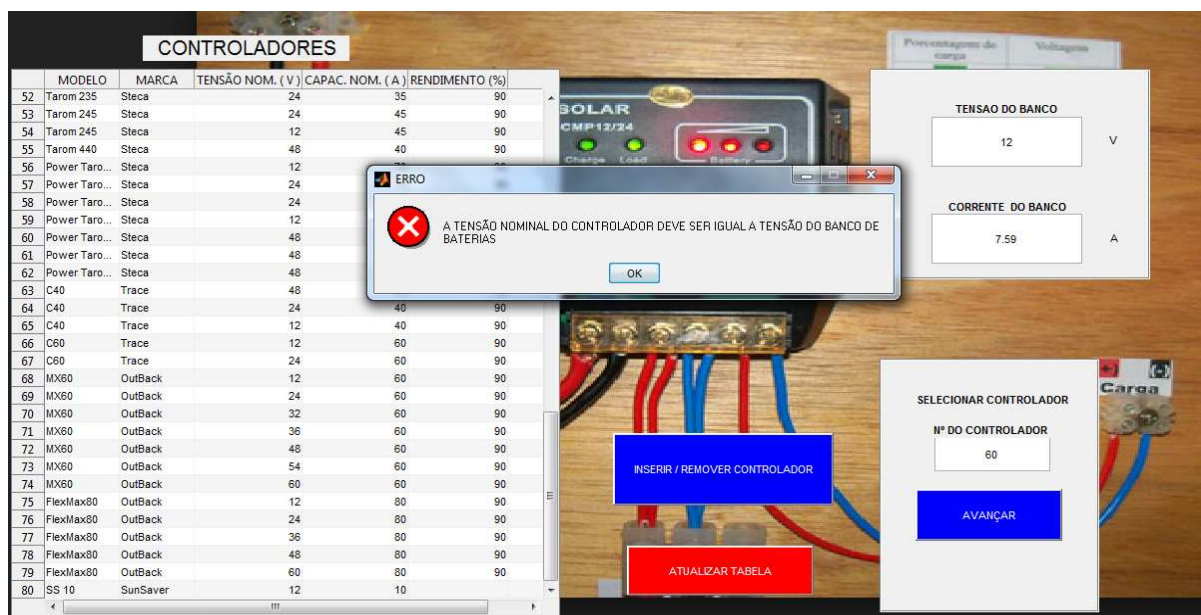 CONTROLADORES
MODELO MARCA TENSÃO NOM. ( V ) CAPAC. NOM. ( A ) RENDIMENTO (%)
52 Tarom 235 Steca 24 35 90
53 Tarom 245 Steca 24 45 90
54 Tarom 245 Steca 12 45 90
55 Tarom 440 Steca 48 40 90
56 Power Taro... Steca 12
57 Power Taro... Steca 24
58 Power Taro... Steca 24
59 Power Taro... Steca 12
60 Power Taro... Steca 48
61 Power Taro... Steca 48
62 Power Taro... Steca 48
63 C40 Trace 48
64 C40 Trace 24 40 90
65 C40 Trace 12 40 90
66 C60 Trace 12 60 90
67 C60 Trace 24 60 90
68 MX60 OutBack 12 60 90
69 MX60 OutBack 24 60 90
70 MX60 OutBack 32 60 90
71 MX60 OutBack 36 60 90
72 MX60 OutBack 48 60 90
73 MX60 OutBack 54 60 90
74 MX60 OutBack 60 60 90
75 FlexMax80 OutBack 12 80 90
76 FlexMax80 OutBack 24 80 90
77 FlexMax80 OutBack 36 80 90
78 FlexMax80 OutBack 48 80 90
79 FlexMax80 OutBack 60 80 90
80 SS 10 SunSaver 12 10
SOLAR
CMP12/24
Charge Load Battery
ERRO
A TENSÃO NOMINAL DO CONTROLADOR DEVE SER IGUAL A TENSÃO DO BANCO DE
BATERIAS
OK
Porcentagem de
carga
Voltagem
TENSAO DO BANCO
12 V
CORRENTE DO BANCO
7.59 A
INSERIR / REMOVER CONTROLADOR
ATUALIZAR TABELA
(+) (-)
Carga
SELECIONAR CONTROLADOR
Nº DO CONTROLADOR
60
AVANÇAR